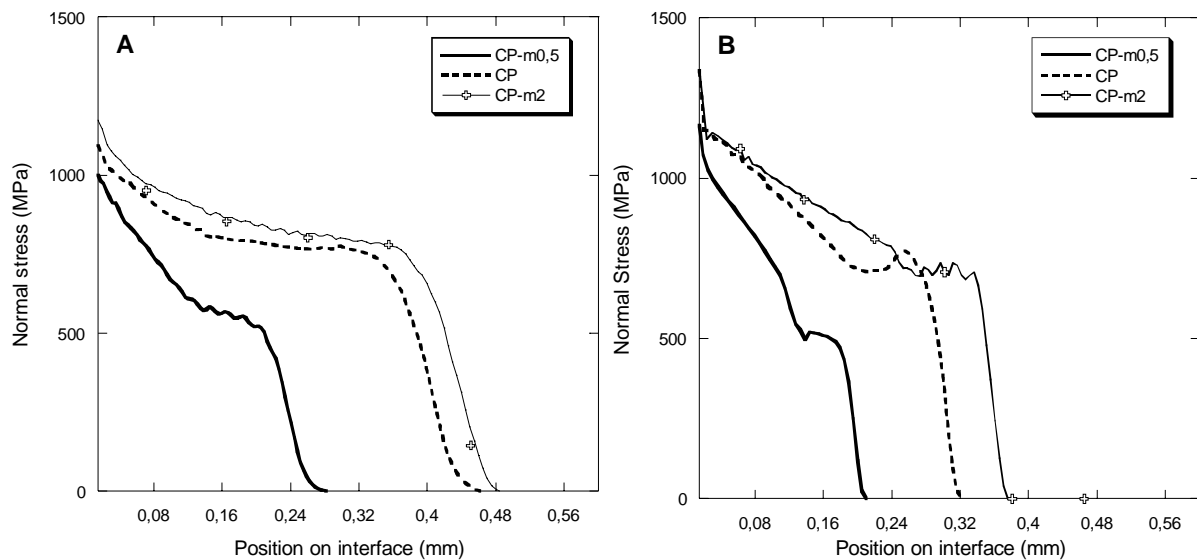 A
CP-m0,5
CP
CP-m2
1500
1000
500
0
Normal stress (MPa)
0,08 0,16 0,24 0,32 0,4 0,48 0,56
Position on interface (mm)
B
CP-m0,5
CP
CP-m2
1500
1000
500
0
Normal Stress (MPa)
0,08 0,16 0,24 0,32 0,4 0,48 0,56
Position on interface (mm)